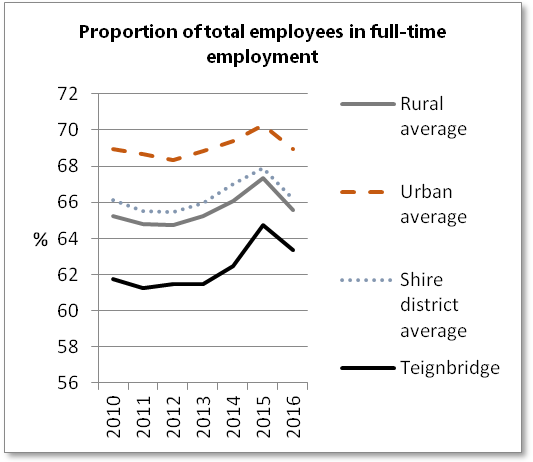 Proportion of total employees in full-time
employment
72
70
68
66
64
62
60
58
56
%
2010
2011
2012
2013
2014
2015
2016
Rural
average
Urban
average
Shire
district
average
Teignbridge